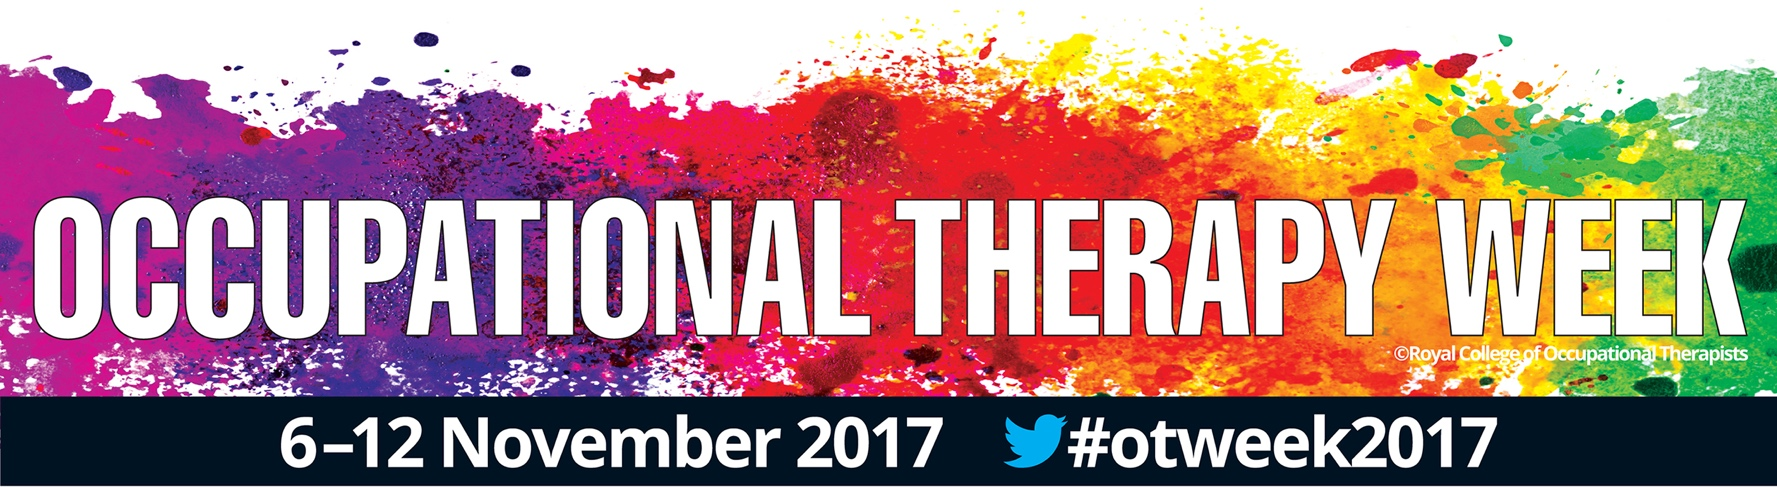 OCCUPATIONAL THERAPY WEEK
©Royal College of Occupational Therapists
6–12 November 2017 #otweek2017